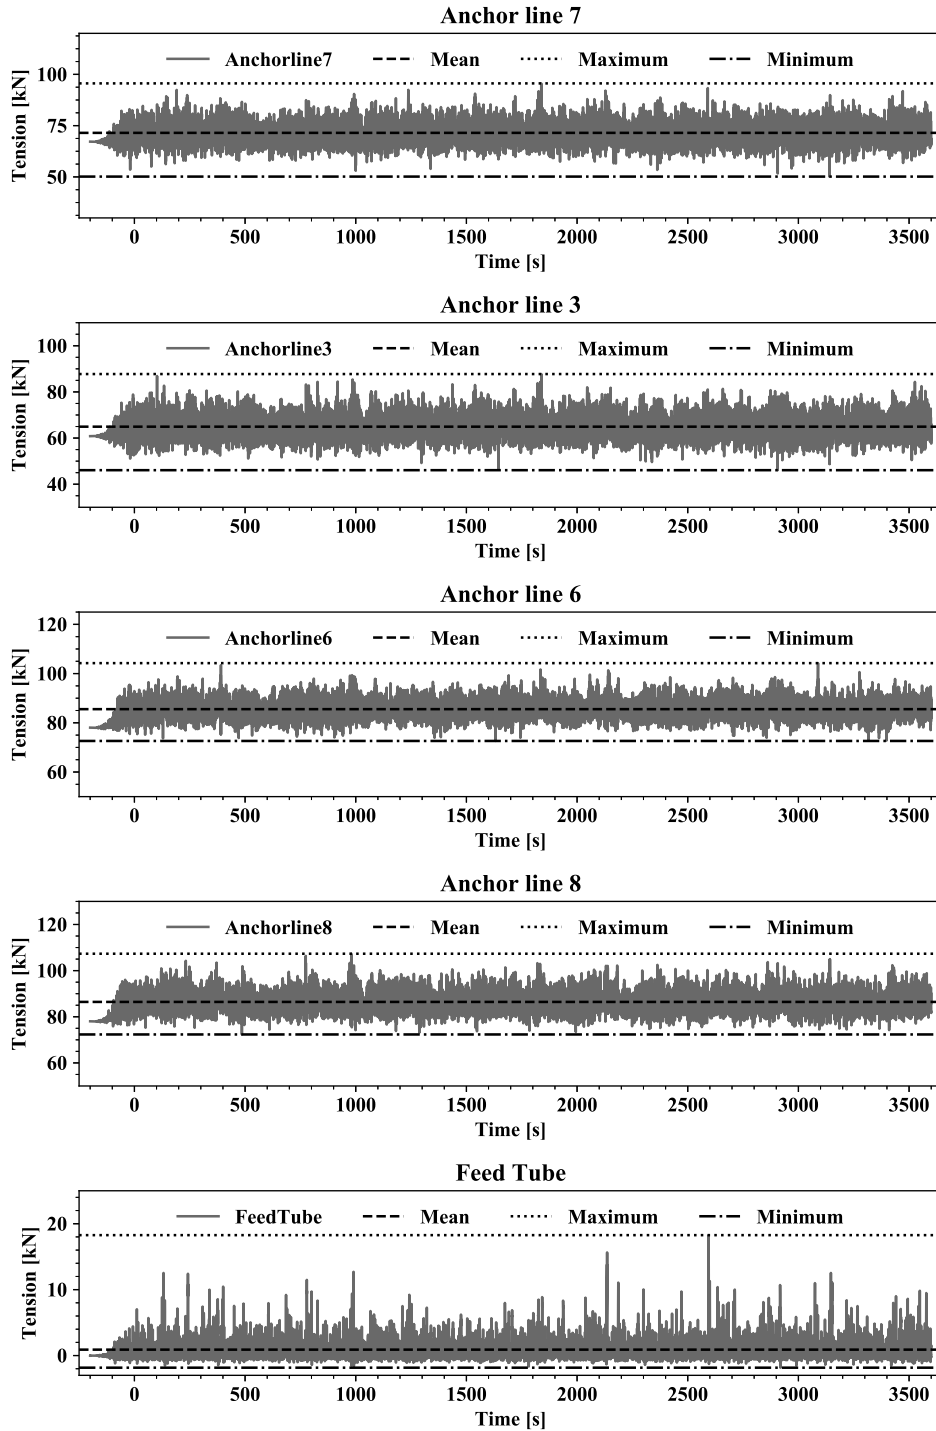 Anchor line 7
Anchorline7 Mean Maximum Minimum
100
75
50
Tension [kN]
0 500 1000 1500 2000 2500 3000 3500
Time [s]
Anchor line 3
Anchorline3 Mean Maximum Minimum
100
80
60
40
Tension [kN]
0 500 1000 1500 2000 2500 3000 3500
Time [s]
Anchor line 6
Anchorline6 Mean Maximum Minimum
120
100
80
60
Tension [kN]
0 500 1000 1500 2000 2500 3000 3500
Time [s]
Anchor line 8
Anchorline8 Mean Maximum Minimum
120
100
80
60
Tension [kN]
0 500 1000 1500 2000 2500 3000 3500
Time [s]
Feed Tube
FeedTube Mean Maximum Minimum
20
10
0
Tension [kN]
0 500 1000 1500 2000 2500 3000 3500
Time [s]